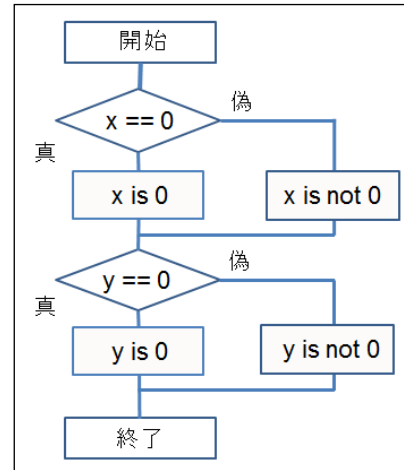 開始
x == 0
偽
真
x is 0
x is not 0
y == 0
偽
真
y is 0
y is not 0
終了